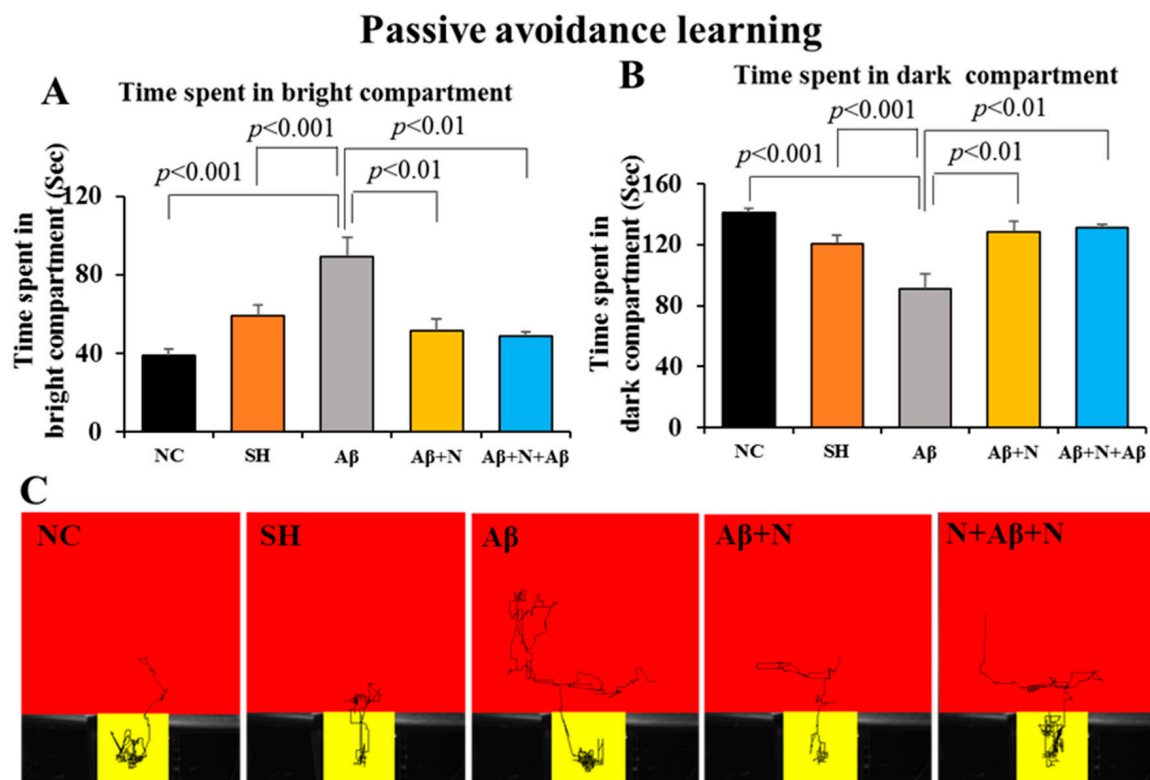 Passive avoidance learning
A
Time spent in bright compartment
p<0.001
p<0.01
p<0.001
p<0.01
Time spent in
bright compartment (Sec)
120
80
40
0
NC
SH
Aβ
Aβ+N
Aβ+N+Aβ
B
Time spent in dark compartment
p<0.001
p<0.01
p<0.001
p<0.01
Time spent in
dark compartment (Sec)
160
120
80
40
0
NC
SH
Aβ
Aβ+N
Aβ+N+Aβ
C
NC
SH
Aβ
Aβ+N
N+Aβ+N